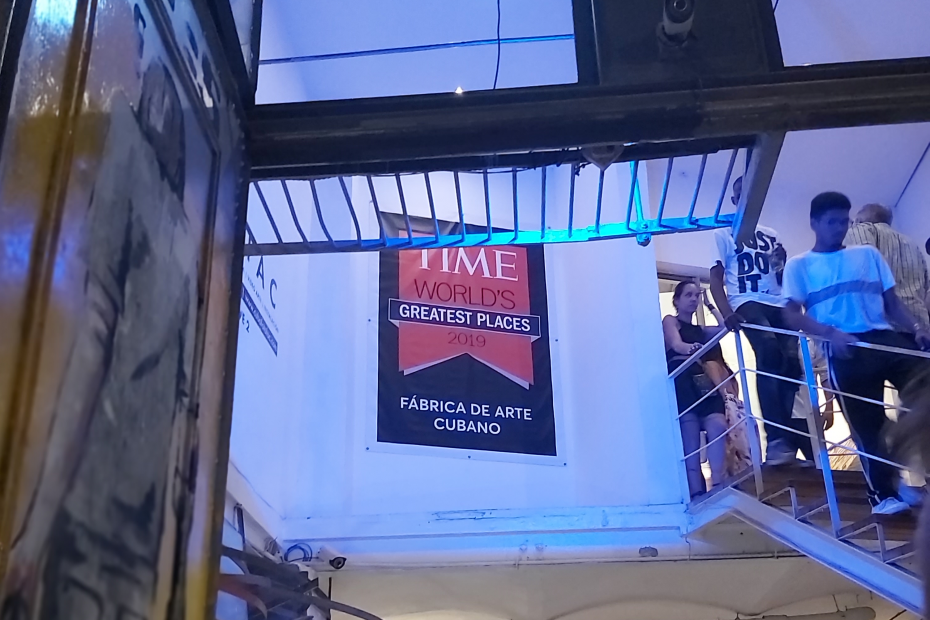 TIME
WORLD'S
GREATEST PLACES
2019
FÁBRICA DE ARTE
CUBANO
A C
JUST
DO
IT.